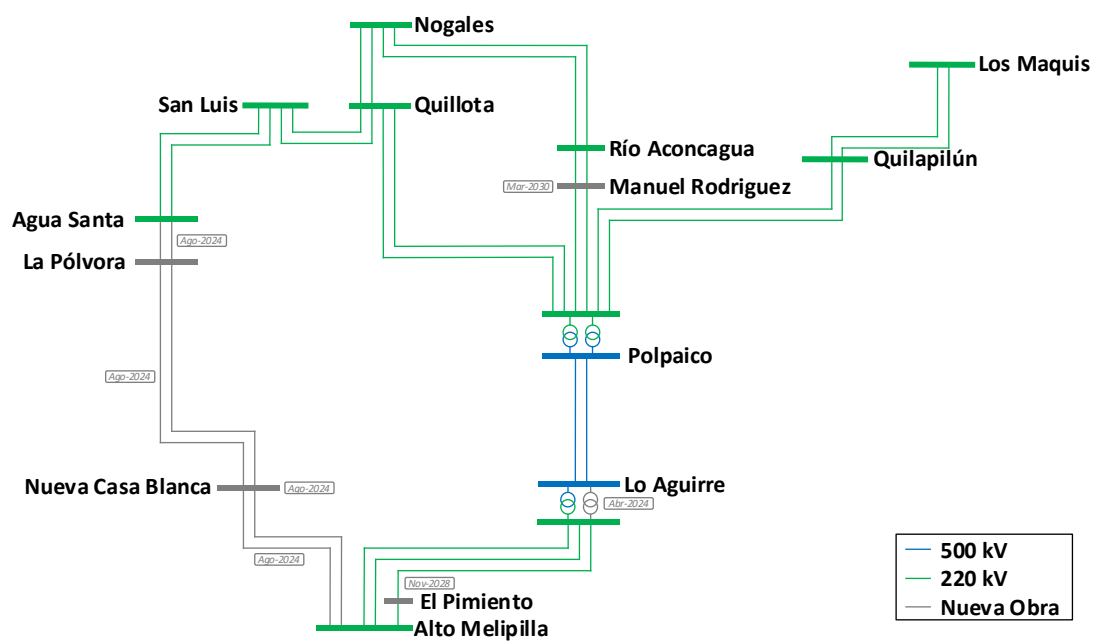 Nogales
Los Maquis
San Luis
Quillota
Río Aconcagua
Quilapilún
Mar-2030
Manuel Rodriguez
Agua Santa
Ago-2024
La Pólvora
Polpaico
Ago-2024
Lo Aguirre
Nueva Casa Blanca
Ago-2024
Abr-2024
Ago-2024
500 kV
220 kV
Nueva Obra
Nov-2028
El Pimiento
Alto Melipilla